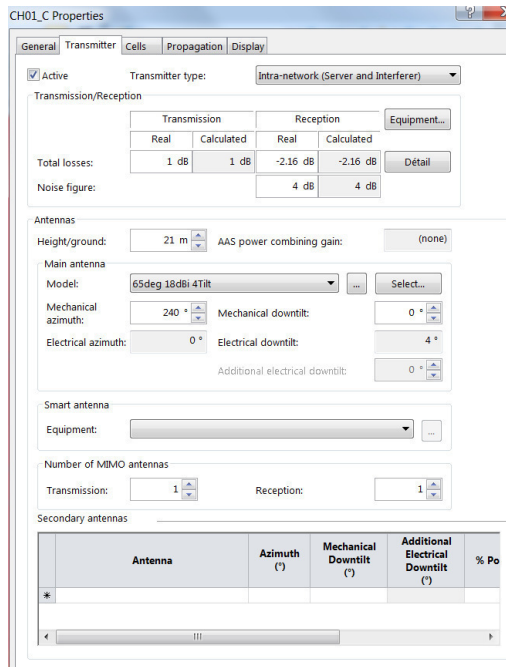 CH01_C Properties
General Transmitter Cells Propagation Display
Active Transmitter type: Intra-network (Server and Interferer)
Transmission/Reception
Transmission Reception Equipment...
Real Calculated Real Calculated
Total losses: 1 dB 1 dB -2.16 dB -2.16 dB Détail
Noise figure: 4 dB 4 dB
Antennas
Height/ground: 21 m AAS power combining gain: (none)
Main antenna
Model: 65deg 18dBi 4Tilt ... Select...
Mechanical azimuth: 240 ° Mechanical downtilt: 0 °
Electrical azimuth: 0 ° Electrical downtilt: 4 °
Additional electrical downtilt: 0 °
Smart antenna
Equipment: ...
Number of MIMO antennas
Transmission: 1 Reception: 1
Secondary antennas
Antenna Azimuth (°) Mechanical Downtilt (°) Additional Electrical Downtilt (°) % Po